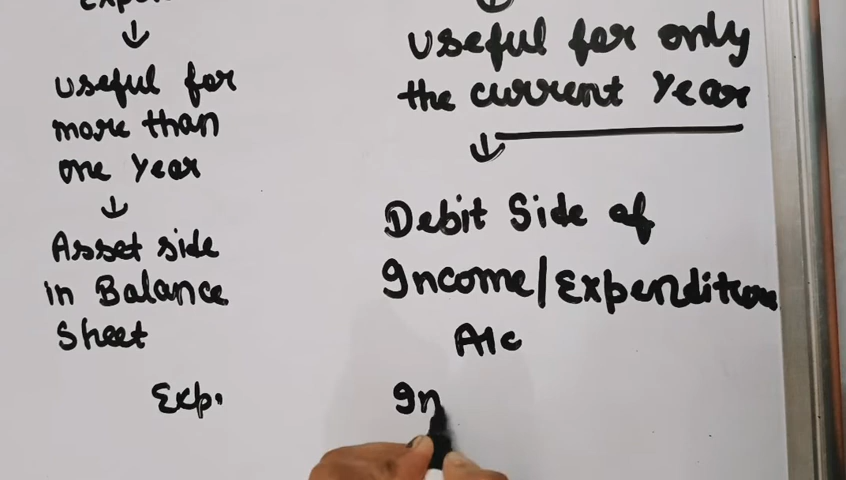 ↓
useful for
more than
one Year
↓
Asset side
in Balance
Sheet
useful for only
the current Year
↓
Debit Side of
Income/Expenditure
A/c
Exp. In